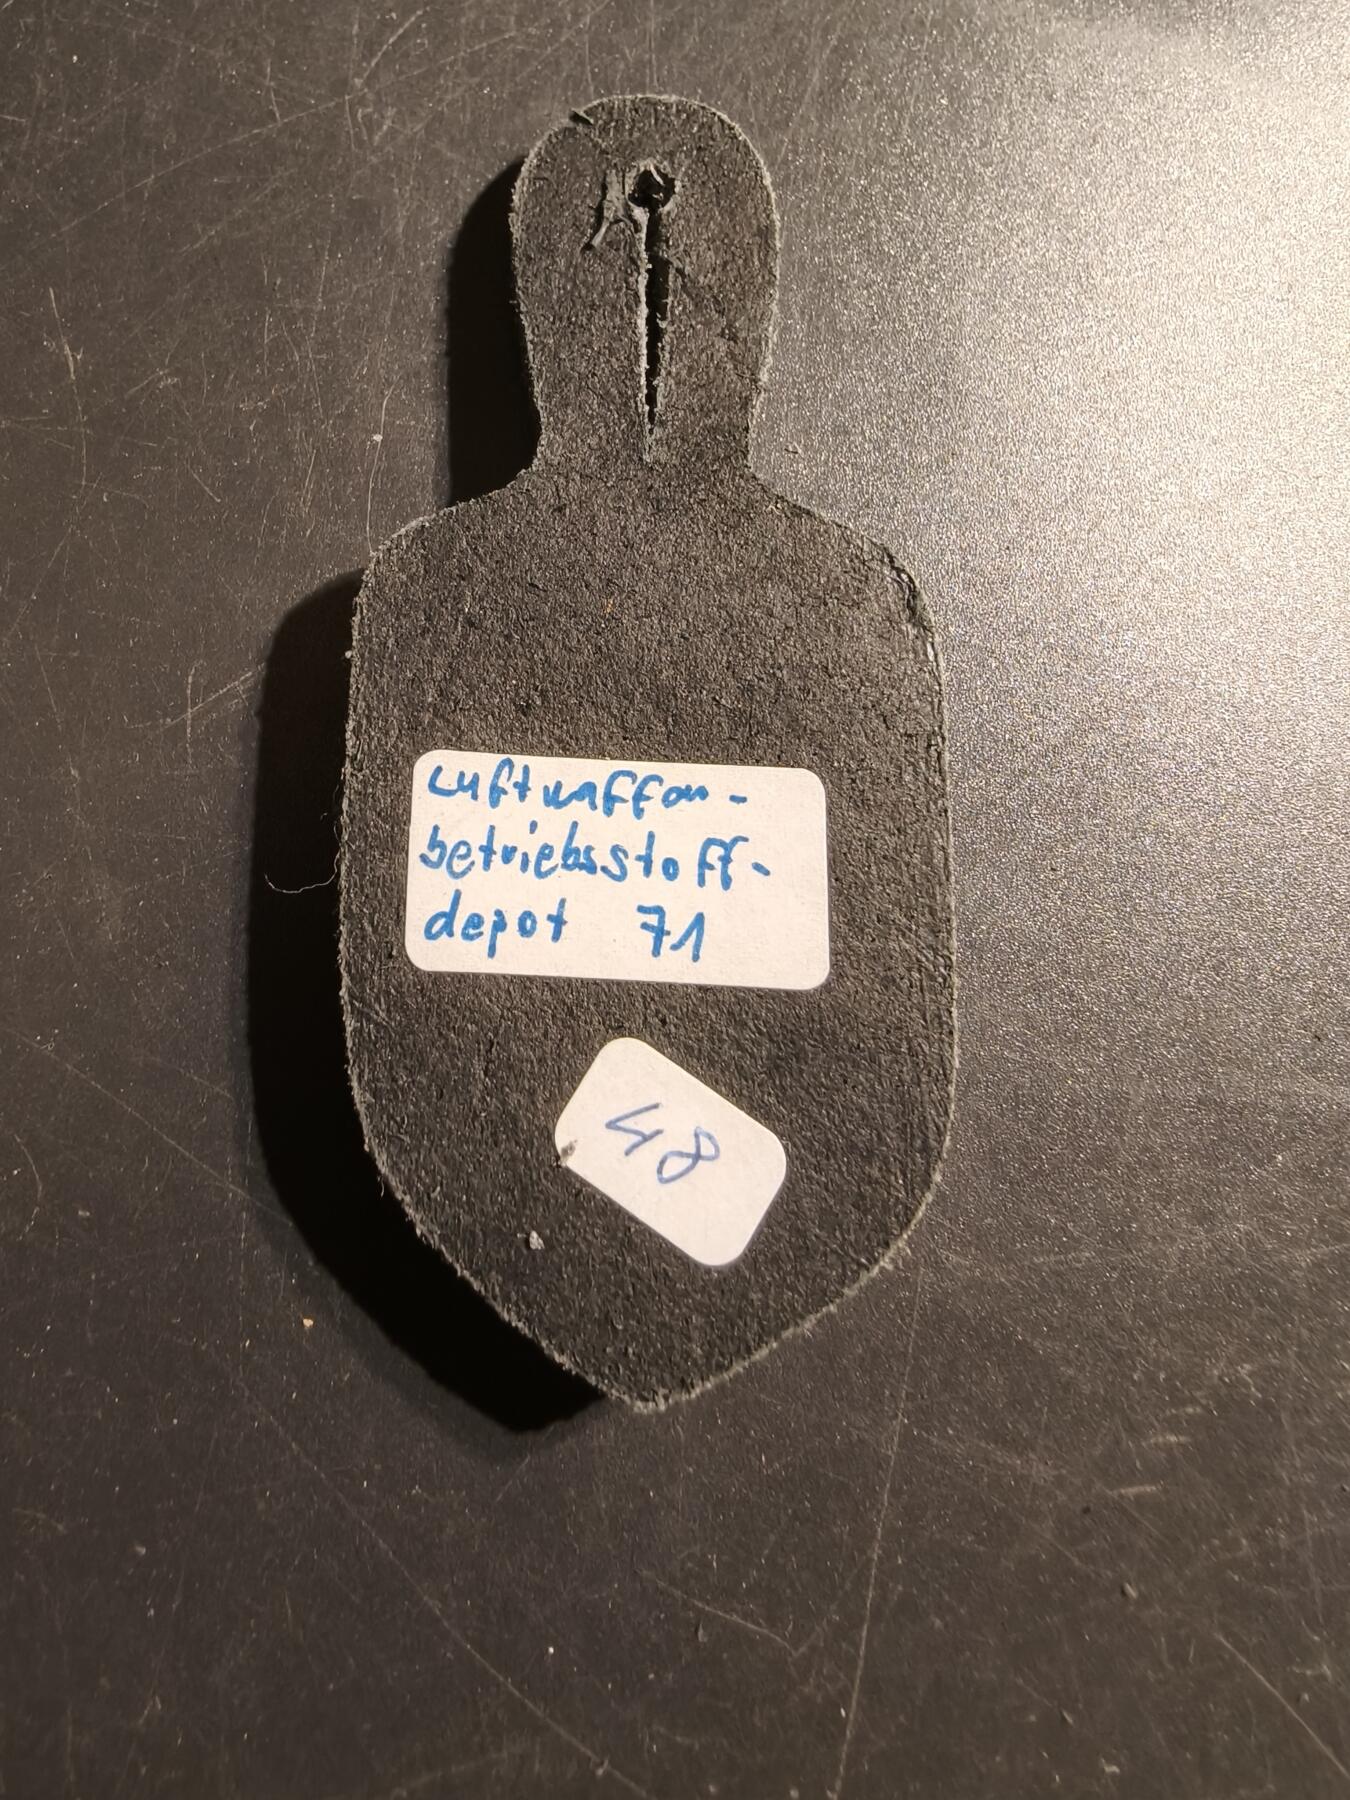 Luftwaffen-
betriebsstoff-
depot 71
48